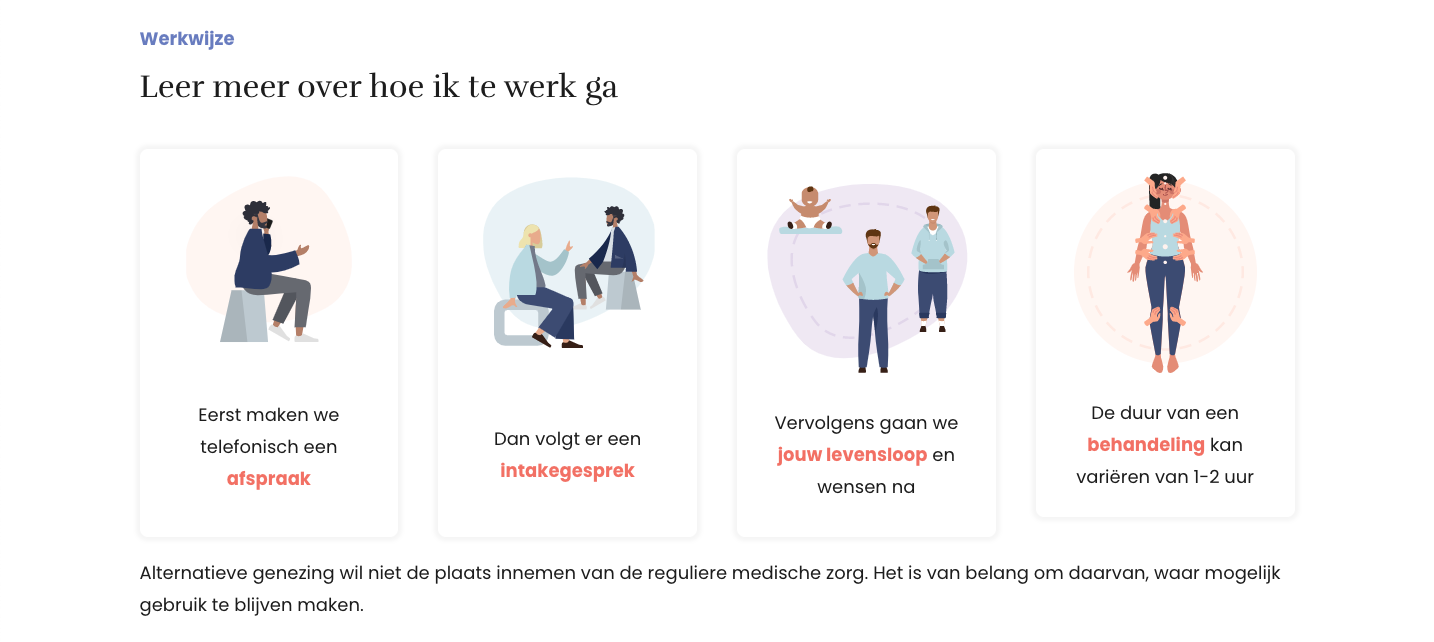 Werkwijze
Leer meer over hoe ik te werk ga
Eerst maken we
telefonisch een
afspraak
Dan volgt er een
intakegesprek
Vervolgens gaan we
jouw levensloop en
wensen na
De duur van een
behandeling kan
variëren van 1-2 uur
Alternatieve genezing wil niet de plaats innemen van de reguliere medische zorg. Het is van belang om daarvan, waar mogelijk
gebruik te blijven maken.